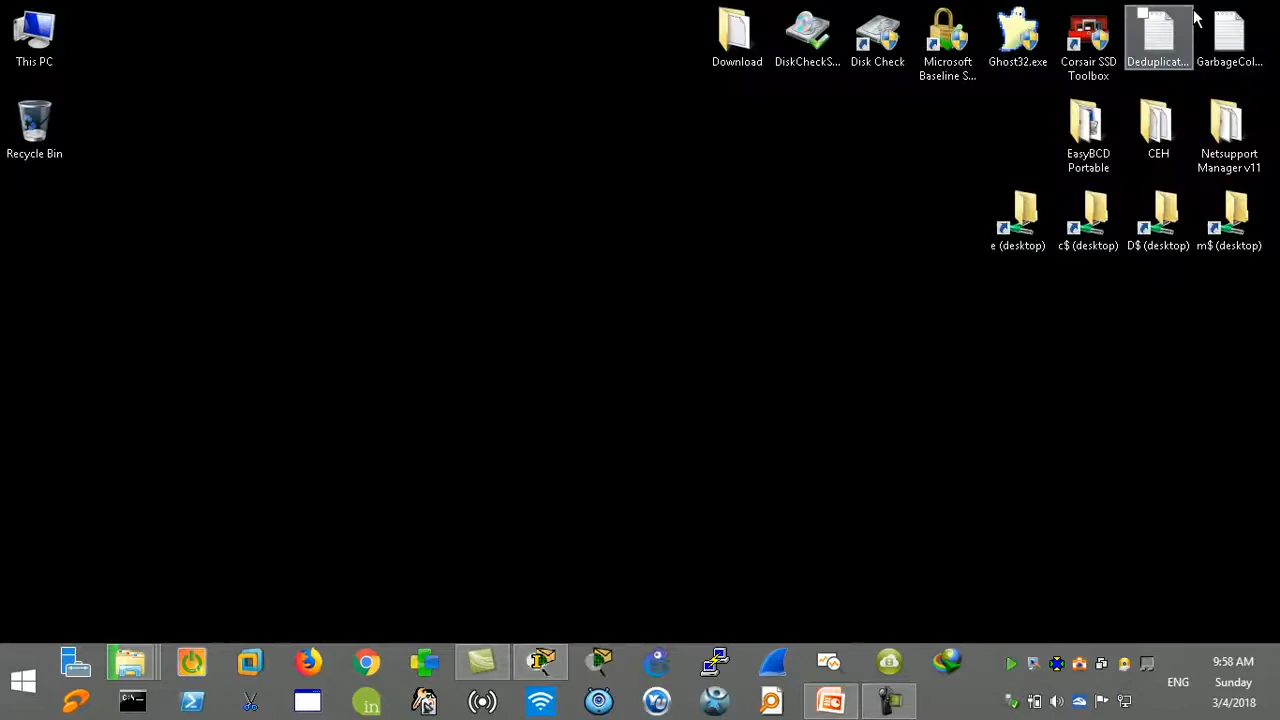 This PC
Download
DiskCheckS...
Disk Check
Microsoft
Baseline S...
Ghost32.exe
Corsair SSD
Toolbox
Deduplicat...
GarbageCol...
Recycle Bin
EasyBCD
Portable
CEH
Netsupport
Manager v11
e (desktop)
c$ (desktop)
D$ (desktop)
m$ (desktop)
9:58 AM
ENG
Sunday
3/4/2018
in